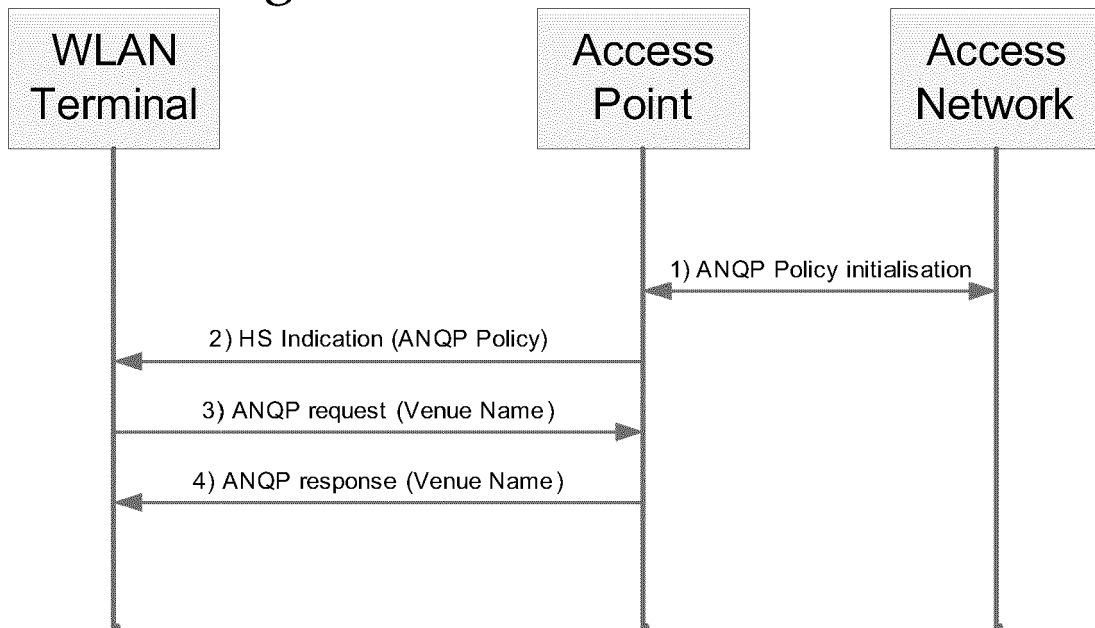 WLAN
Terminal
Access
Point
Access
Network
1) ANQP Policy initialisation
2) HS Indication (ANQP Policy)
3) ANQP request (Venue Name)
4) ANQP response (Venue Name)